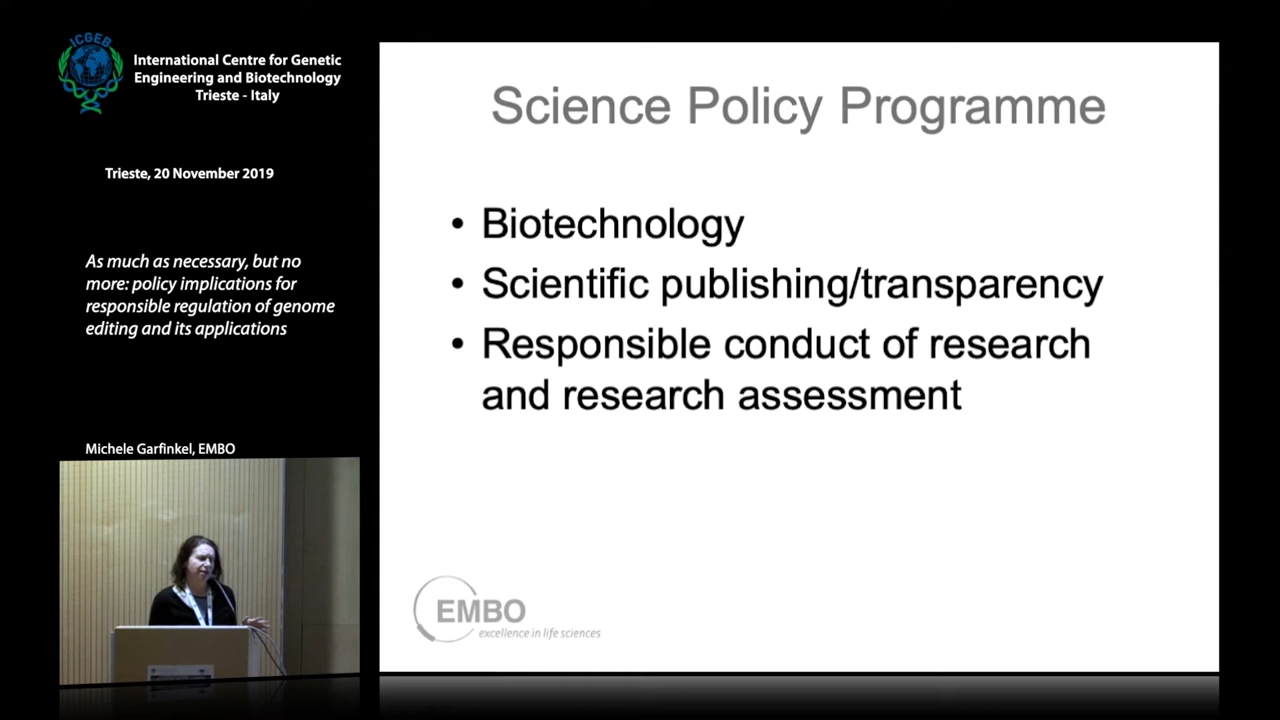 ICGEB
International Centre for Genetic
Engineering and Biotechnology
Trieste - Italy
Trieste, 20 November 2019
As much as necessary, but no
more: policy implications for
responsible regulation of genome
editing and its applications
Michele Garfinkel, EMBO
Science Policy Programme
• Biotechnology
• Scientific publishing/transparency
• Responsible conduct of research
and research assessment
EMBO
excellence in life sciences